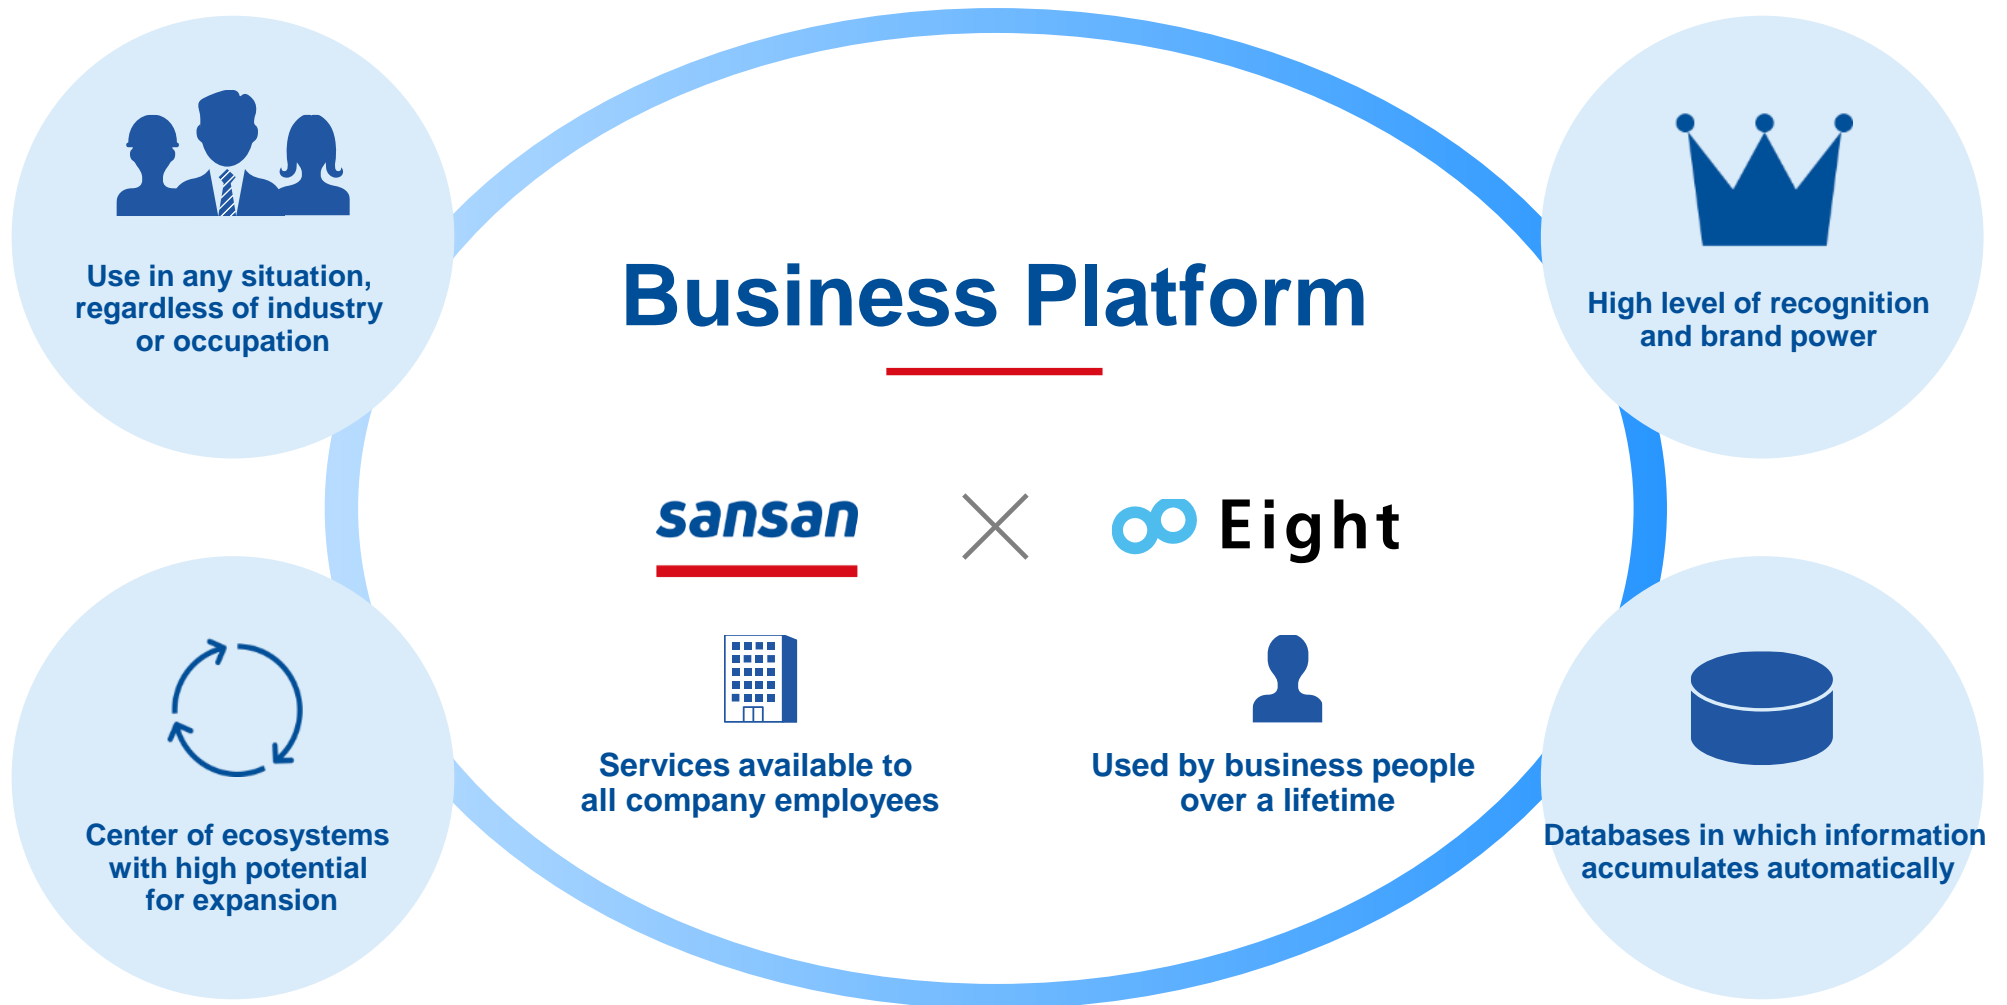 Use in any situation,
regardless of industry
or occupation
High level of recognition
and brand power
Business Platform
sansan
Eight
Services available to
all company employees
Used by business people
over a lifetime
Center of ecosystems
with high potential
for expansion
Databases in which information
accumulates automatically